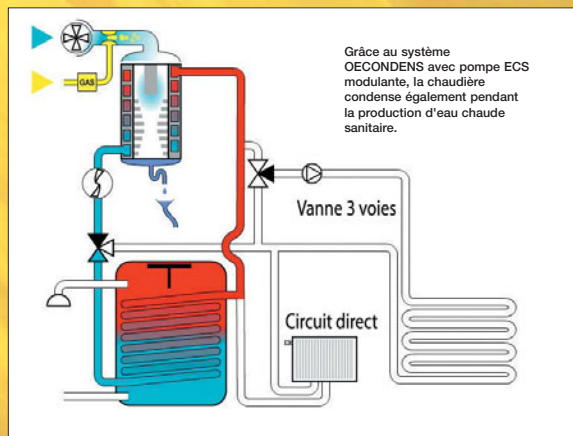 Grâce au système
OECONDENS avec pompe ECS
modulante, la chaudière
condense également pendant
la production d'eau chaude
sanitaire.
GAS
Vanne 3 voies
Circuit direct